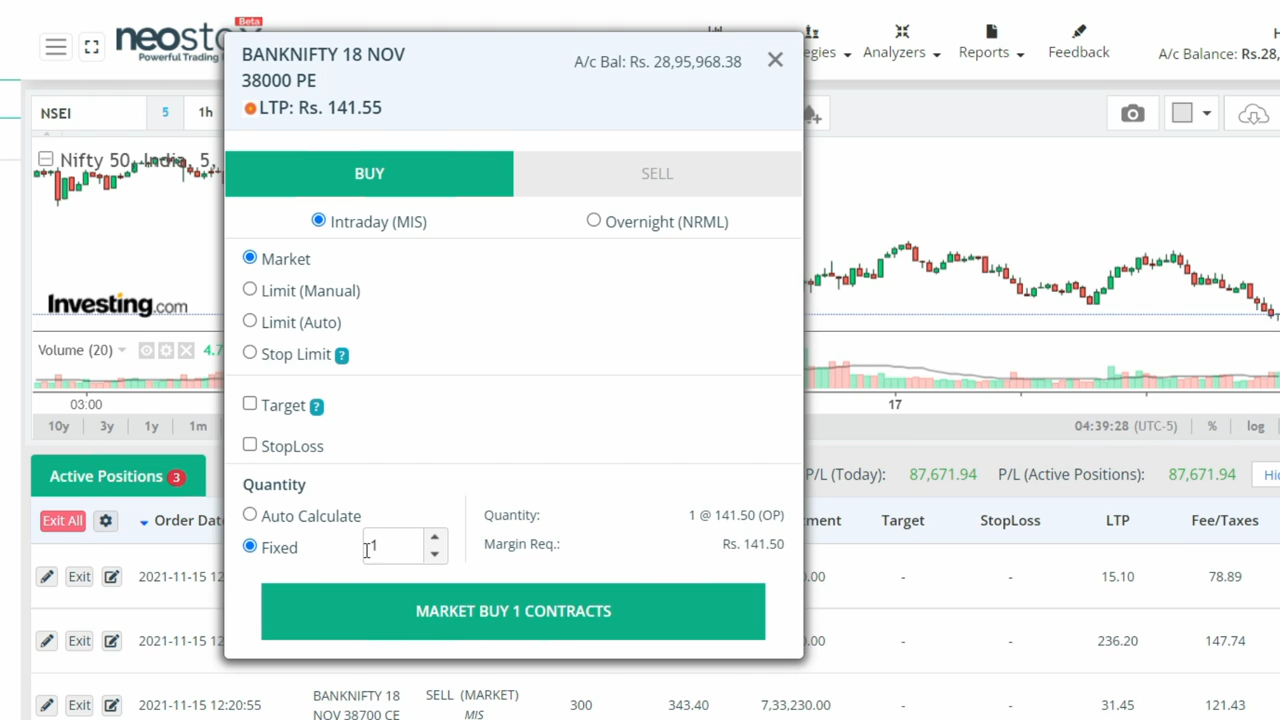 neosto
Beta
Powerful Trading
BANKNIFTY 18 NOV
38000 PE
LTP: Rs. 141.55
A/c Bal: Rs. 28,95,968.38
Analyzers
Reports
Feedback
A/c Balance: Rs.28,
NSEI
5
1h
Nifty 50, India, 5,
BUY
SELL
Intraday (MIS)
Overnight (NRML)
Market
Limit (Manual)
Limit (Auto)
Stop Limit ?
Investing.com
Volume (20)
4.7
Target ?
StopLoss
03:00
17
10y
3y
1y
1m
04:39:28 (UTC-5)
%
log
Quantity
Auto Calculate
Fixed
1
Quantity:
1 @ 141.50 (OP)
Margin Req.:
Rs. 141.50
MARKET BUY 1 CONTRACTS
Active Positions 3
P/L (Today): 87,671.94
P/L (Active Positions): 87,671.94
Exit All
Order Dat
Target
StopLoss
LTP
Fee/Taxes
Exit
2021-11-15 12
.00
-
-
15.10
78.89
Exit
2021-11-15 12
.00
-
-
236.20
147.74
Exit
2021-11-15 12:20:55
BANKNIFTY 18
NOV 38700 CE
SELL (MARKET)
MIS
300
343.40
7,33,230.00
-
-
31.45
121.43